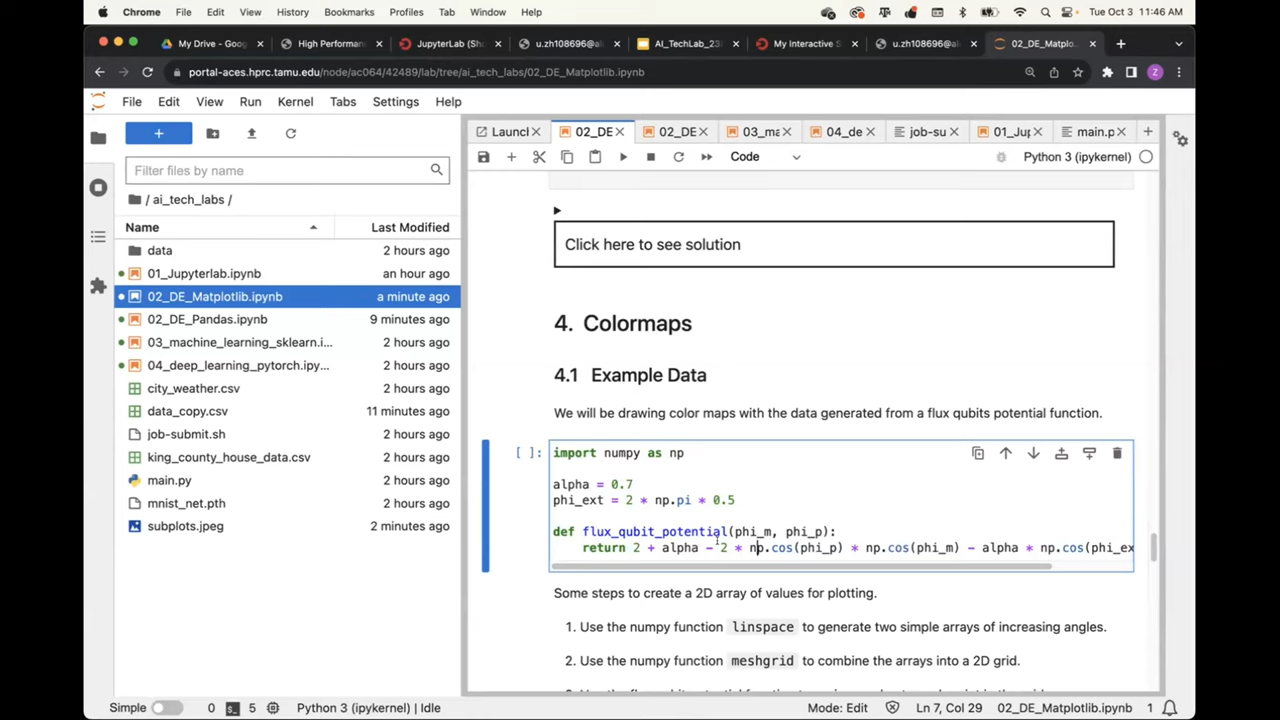 Chrome File Edit View History Bookmarks Profiles Tab Window Help Tue Oct 3 11:46 AM
My Drive - Goo High Performan JupyterLab (Sho u.zh108696@al AI_TechLab_23 My Interactive S u.zh108696@ac 02_DE_Matplo
portal-aces.hprc.tamu.edu/node/ac064/42489/lab/tree/ai_tech_labs/02_DE_Matplotlib.ipynb Z
File Edit View Run Kernel Tabs Settings Help
Launcl 02_DE 02_DE 03_ma 04_de job-su 01_Jup main.p
Code Python 3 (ipykernel)
Filter files by name
/ ai_tech_labs /
Name Last Modified
data 2 hours ago
01_Jupyterlab.ipynb an hour ago
02_DE_Matplotlib.ipynb a minute ago
02_DE_Pandas.ipynb 9 minutes ago
03_machine_learning_sklearn.i... 2 hours ago
04_deep_learning_pytorch.ipy... 2 hours ago
city_weather.csv 2 hours ago
data_copy.csv 11 minutes ago
job-submit.sh 2 hours ago
king_county_house_data.csv 2 hours ago
main.py 2 hours ago
mnist_net.pth 2 hours ago
subplots.jpeg 2 minutes ago
Click here to see solution
4. Colormaps
4.1 Example Data
We will be drawing color maps with the data generated from a flux qubits potential function.
[ ]: import numpy as np
alpha = 0.7
phi_ext = 2 * np.pi * 0.5
def flux_qubit_potential(phi_m, phi_p):
return 2 + alpha - 2 * np.cos(phi_p) * np.cos(phi_m) - alpha * np.cos(phi_ex
Some steps to create a 2D array of values for plotting.
1. Use the numpy function linspace to generate two simple arrays of increasing angles.
2. Use the numpy function meshgrid to combine the arrays into a 2D grid.
Simple 0 5 Python 3 (ipykernel) | Idle Mode: Edit Ln 7, Col 29 02_DE_Matplotlib.ipynb 1